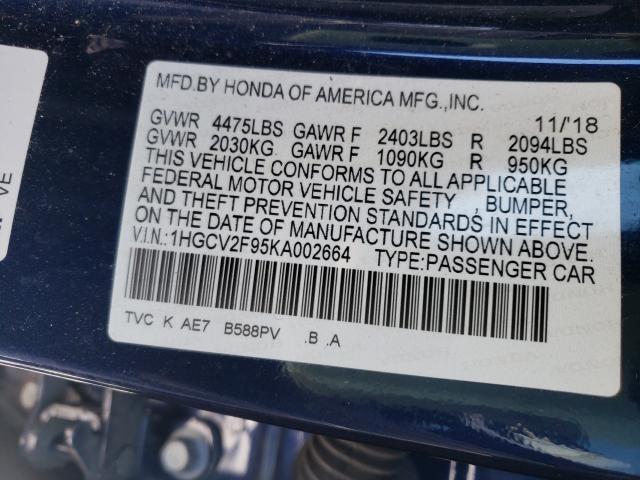 MFD.BY HONDA OF AMERICA MFG.,INC.
11/'18
GVWR 4475LBS GAWR F 2403LBS R 2094LBS
GVWR 2030KG GAWR F 1090KG R 950KG
THIS VEHICLE CONFORMS TO ALL APPLICABLE
FEDERAL MOTOR VEHICLE SAFETY , BUMPER,
AND THEFT PREVENTION STANDARDS IN EFFECT
ON THE DATE OF MANUFACTURE SHOWN ABOVE.
V.I.N.:1HGCV2F95KA002664 TYPE:PASSENGER CAR
TVC K AE7 B588PV .B .A
VE